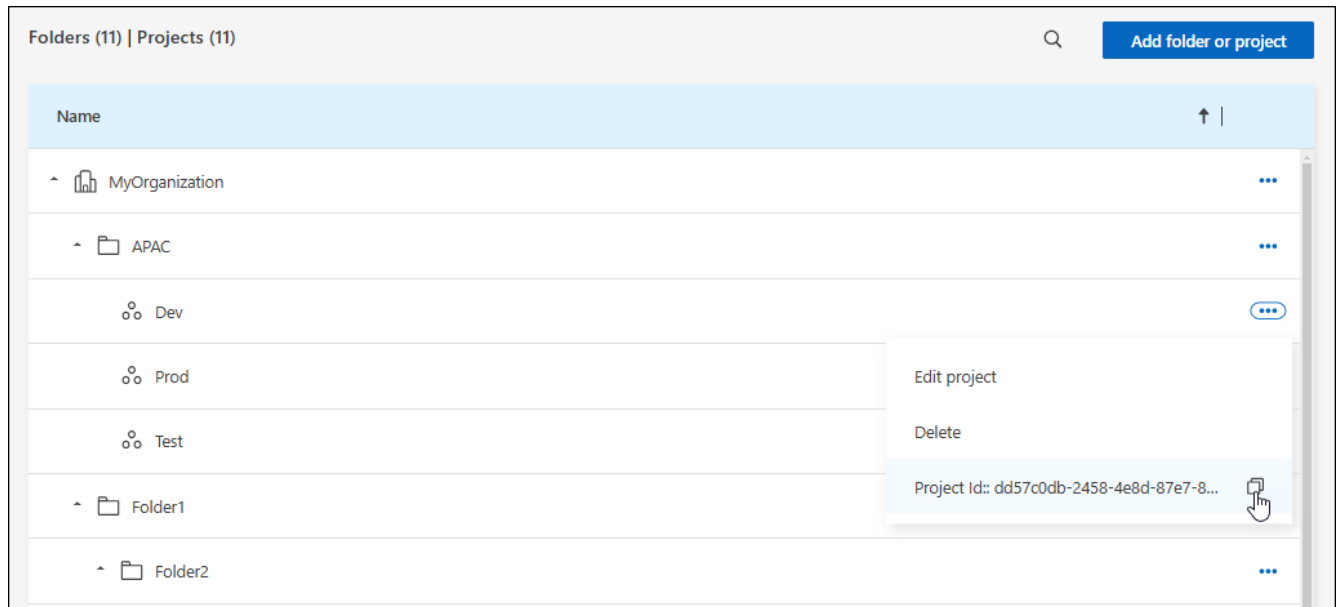 Folders (11) | Projects (11)
Add folder or project
Name
MyOrganization
APAC
Dev
Prod
Edit project
Delete
Test
Project Id:: dd57c0db-2458-4e8d-87e7-8...
Folder1
Folder2